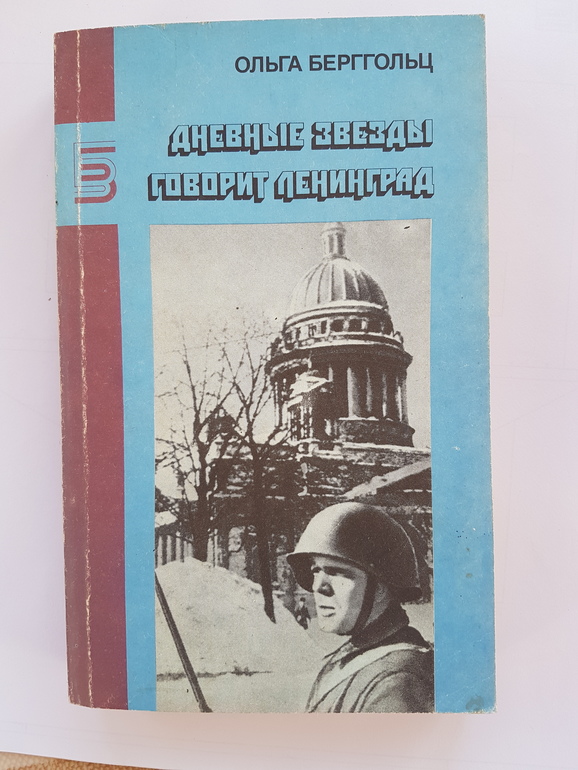 ОЛЬГА БЕРГГОЛЬЦ
ДНЕВНЫЕ ЗВЕЗДЫ
ГОВОРИТ ЛЕНИНГРАД